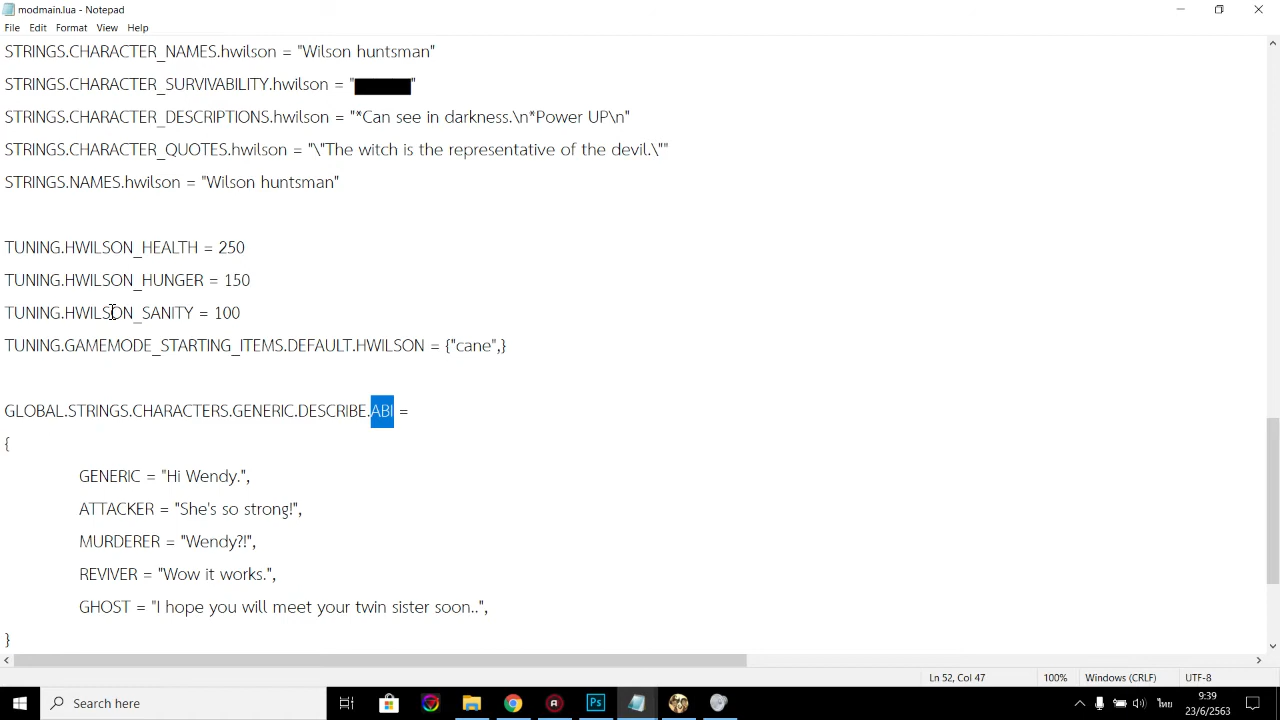 modmain.lua - Notepad
File Edit Format View Help
STRINGS.CHARACTER_NAMES.hwilson = "Wilson huntsman"
STRINGS.CHARACTER_SURVIVABILITY.hwilson = " "
STRINGS.CHARACTER_DESCRIPTIONS.hwilson = "*Can see in darkness.\n*Power UP\n"
STRINGS.CHARACTER_QUOTES.hwilson = "\"The witch is the representative of the devil.\""
STRINGS.NAMES.hwilson = "Wilson huntsman"
TUNING.HWILSON_HEALTH = 250
TUNING.HWILSON_HUNGER = 150
TUNING.HWILSON_SANITY = 100
TUNING.GAMEMODE_STARTING_ITEMS.DEFAULT.HWILSON = {"cane",}
GLOBAL.STRINGS.CHARACTERS.GENERIC.DESCRIBE.ABI =
{
GENERIC = "Hi Wendy.",
ATTACKER = "She's so strong!",
MURDERER = "Wendy?!",
REVIVER = "Wow it works.",
GHOST = "I hope you will meet your twin sister soon..",
}
Ln 52, Col 47 100% Windows (CRLF) UTF-8
Search here Ps ไทย 9:39
23/6/2563